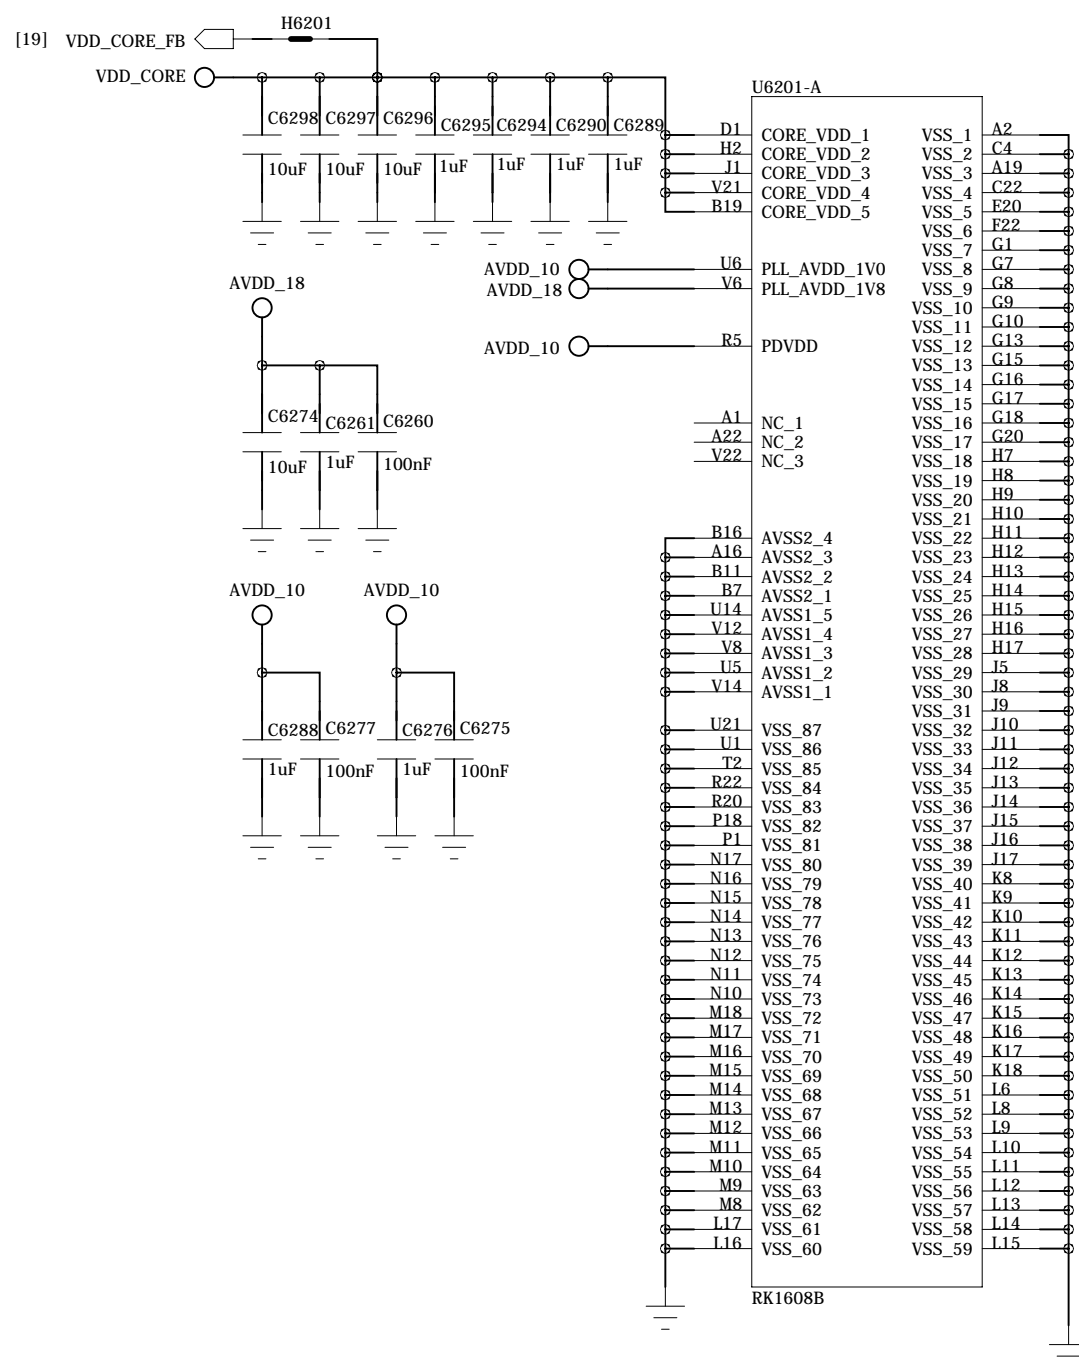 H6201
[19] VDD_CORE_FB
VDD_CORE
C6298 C6297 C6296 C6295 C6294 C6290 C6289
10uF 10uF 10uF 1uF 1uF 1uF 1uF
AVDD_18
C6274 C6261 C6260
10uF 1uF 100nF
AVDD_10 AVDD_10
C6288 C6277 C6276 C6275
1uF 100nF 1uF 100nF
U6201-A
D1 CORE_VDD_1
H2 CORE_VDD_2
J1 CORE_VDD_3
V21 CORE_VDD_4
B19 CORE_VDD_5
AVDD_10 U6 PLL_AVDD_1V0
AVDD_18 V6 PLL_AVDD_1V8
AVDD_10 R5 PDVDD
A1 NC_1
A22 NC_2
V22 NC_3
B16 AVSS2_4
A16 AVSS2_3
B11 AVSS2_2
B7 AVSS2_1
U14 AVSS1_5
V12 AVSS1_4
V8 AVSS1_3
U5 AVSS1_2
V14 AVSS1_1
U21 VSS_87
U1 VSS_86
T2 VSS_85
R22 VSS_84
R20 VSS_83
P18 VSS_82
P1 VSS_81
N17 VSS_80
N16 VSS_79
N15 VSS_78
N14 VSS_77
N13 VSS_76
N12 VSS_75
N11 VSS_74
N10 VSS_73
M18 VSS_72
M17 VSS_71
M16 VSS_70
M15 VSS_69
M14 VSS_68
M13 VSS_67
M12 VSS_66
M11 VSS_65
M10 VSS_64
M9 VSS_63
M8 VSS_62
L17 VSS_61
L16 VSS_60
VSS_1 A2
VSS_2 C4
VSS_3 A19
VSS_4 C22
VSS_5 E20
VSS_6 F22
VSS_7 G1
VSS_8 G7
VSS_9 G8
VSS_10 G9
VSS_11 G10
VSS_12 G13
VSS_13 G15
VSS_14 G16
VSS_15 G17
VSS_16 G18
VSS_17 G20
VSS_18 H7
VSS_19 H8
VSS_20 H9
VSS_21 H10
VSS_22 H11
VSS_23 H12
VSS_24 H13
VSS_25 H14
VSS_26 H15
VSS_27 H16
VSS_28 H17
VSS_29 J5
VSS_30 J8
VSS_31 J9
VSS_32 J10
VSS_33 J11
VSS_34 J12
VSS_35 J13
VSS_36 J14
VSS_37 J15
VSS_38 J16
VSS_39 J17
VSS_40 K8
VSS_41 K9
VSS_42 K10
VSS_43 K11
VSS_44 K12
VSS_45 K13
VSS_46 K14
VSS_47 K15
VSS_48 K16
VSS_49 K17
VSS_50 K18
VSS_51 L6
VSS_52 L8
VSS_53 L9
VSS_54 L10
VSS_55 L11
VSS_56 L12
VSS_57 L13
VSS_58 L14
VSS_59 L15
RK1608B